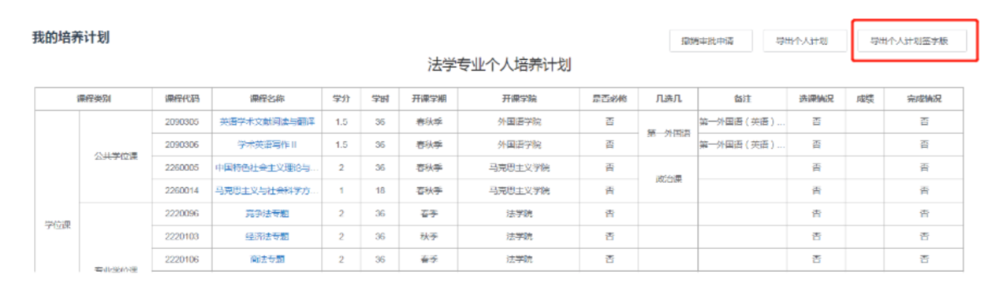 我的培养计划
撤销审批申请 导出个人计划 导出个人计划签字版
法学专业个人培养计划
课程类别 课程代码 课程名称 学分 学时 开课学期 开课学院 是否必修 几选几 备注 选课情况 成绩 完成情况
2090305 英语学术文献阅读与翻译 1.5 36 春秋季 外国语学院 否 第一外国语 第一外国语（英语）... 否 否
2090306 学术英语写作 II 1.5 36 春秋季 外国语学院 否 第一外国语（英语）... 否 否
公共学位课
2260005 中国特色社会主义理论与... 2 36 春秋季 马克思主义学院 否 政治课 否 否
2260014 马克思主义与社会科学方... 1 18 春秋季 马克思主义学院 否 否 否
学位课
2220096 竞争法专题 2 36 春季 法学院 否 否 否
2220103 经济法专题 2 36 秋季 法学院 否 否 否
2220106 商法专题 2 36 春季 法学院 否 否 否
专业学位课